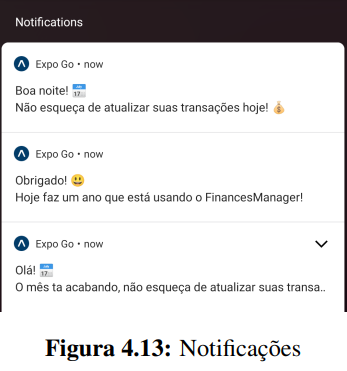 Notifications
Expo Go • now
Boa noite! 📅
Não esqueça de atualizar suas transações hoje! 💰
Expo Go • now
Obrigado! 😃
Hoje faz um ano que está usando o FinancesManager!
Expo Go • now
Olá! 📅
O mês ta acabando, não esqueça de atualizar suas transa..
Figura 4.13: Notificações